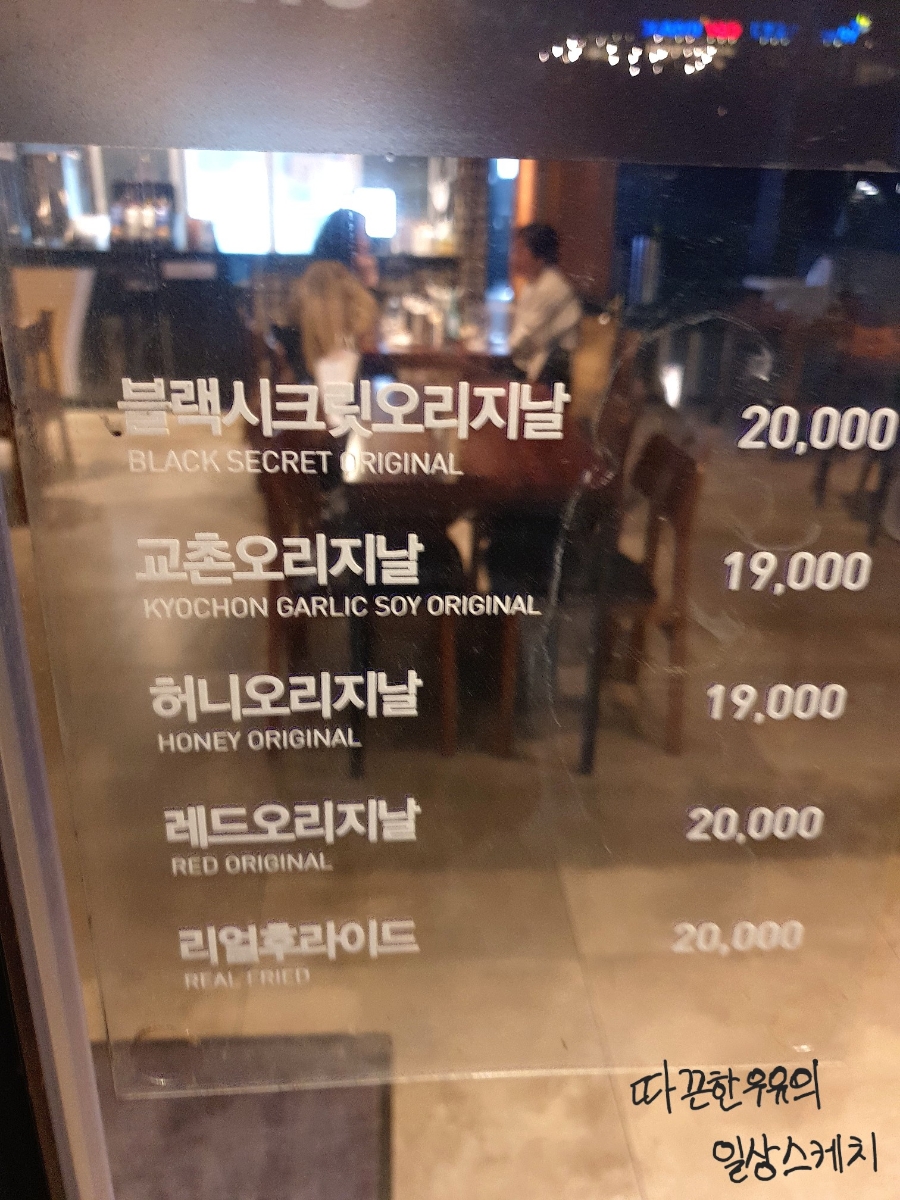 블랙시크릿오리지날 20,000
BLACK SECRET ORIGINAL
교촌오리지날 19,000
KYOCHON GARLIC SOY ORIGINAL
허니오리지날 19,000
HONEY ORIGINAL
레드오리지날 20,000
RED ORIGINAL
리얼후라이드 20,000
REAL FRIED
따끈한우유의
일상스케치